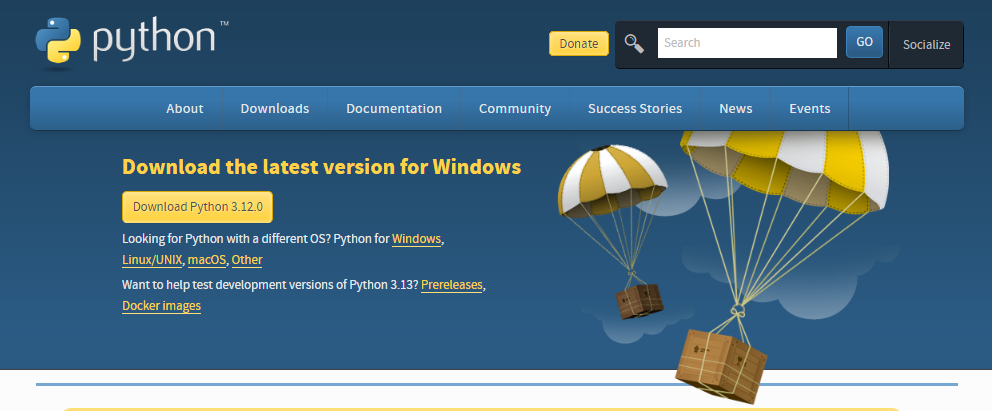 python™
Donate
Search
GO
Socialize
About
Downloads
Documentation
Community
Success Stories
News
Events
Download the latest version for Windows
Download Python 3.12.0
Looking for Python with a different OS? Python for Windows,
Linux/UNIX, macOS, Other
Want to help test development versions of Python 3.13? Prereleases,
Docker images